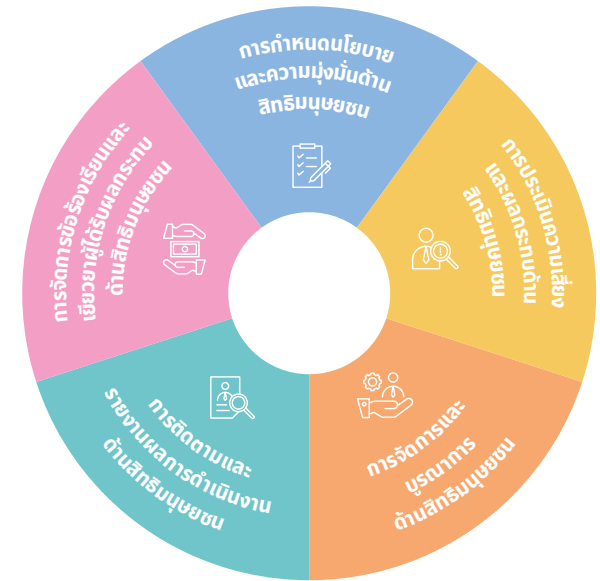 การกำหนดนโยบาย
และความมุ่งมั่นด้าน
สิทธิมนุษยชน
การประเมินความเสี่ยง
และผลกระทบด้าน
สิทธิมนุษยชน
การจัดการและ
บูรณาการ
ด้านสิทธิมนุษยชน
การติดตามและ
รายงานผลการดำเนินงาน
ด้านสิทธิมนุษยชน
การจัดการข้อร้องเรียนและ
เยียวยาผู้ได้รับผลกระทบ
ด้านสิทธิมนุษยชน